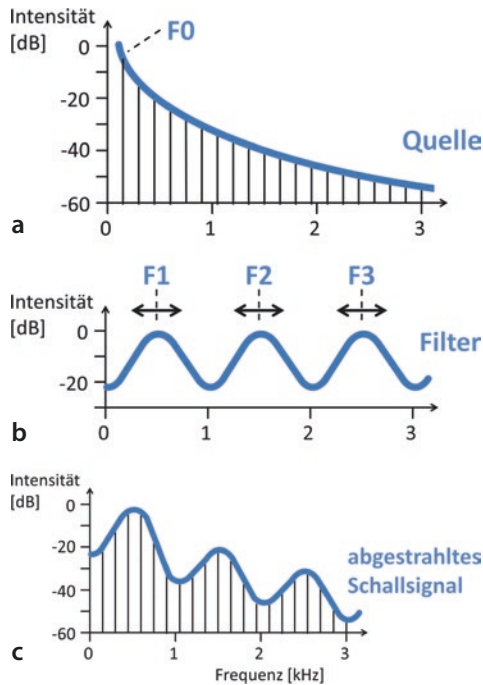 Intensität
[dB]
F0
0
-20
Quelle
-40
-60
0 1 2 3
a
F1 F2 F3
Intensität
[dB]
0
Filter
-20
0 1 2 3
b
Intensität
[dB]
0
-20
abgestrahltes
Schallsignal
-40
-60
0 1 2 3
Frequenz [kHz]
c